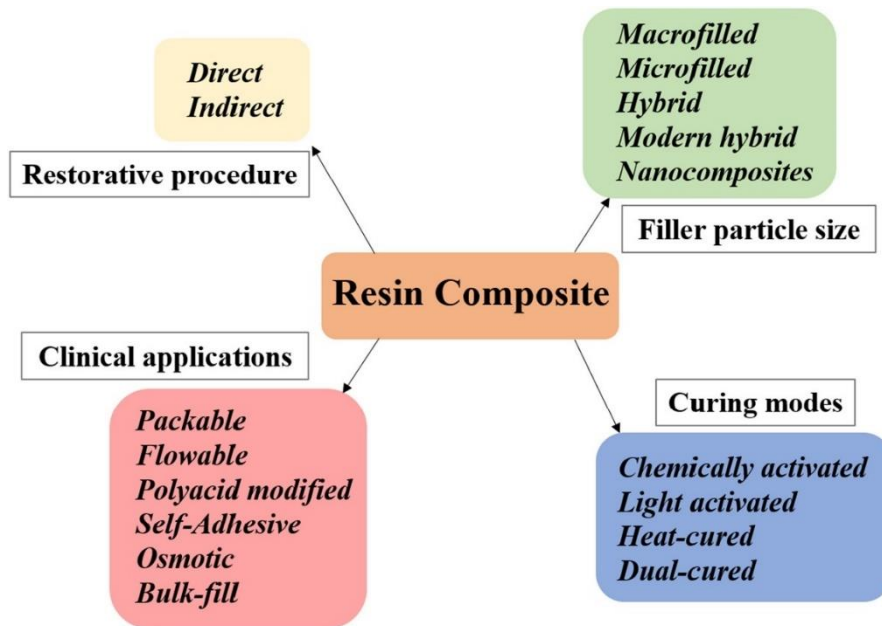 Direct
Indirect
Restorative procedure
Macrofilled
Microfilled
Hybrid
Modern hybrid
Nanocomposites
Filler particle size
Resin Composite
Clinical applications
Packable
Flowable
Polyacid modified
Self-Adhesive
Osmotic
Bulk-fill
Curing modes
Chemically activated
Light activated
Heat-cured
Dual-cured